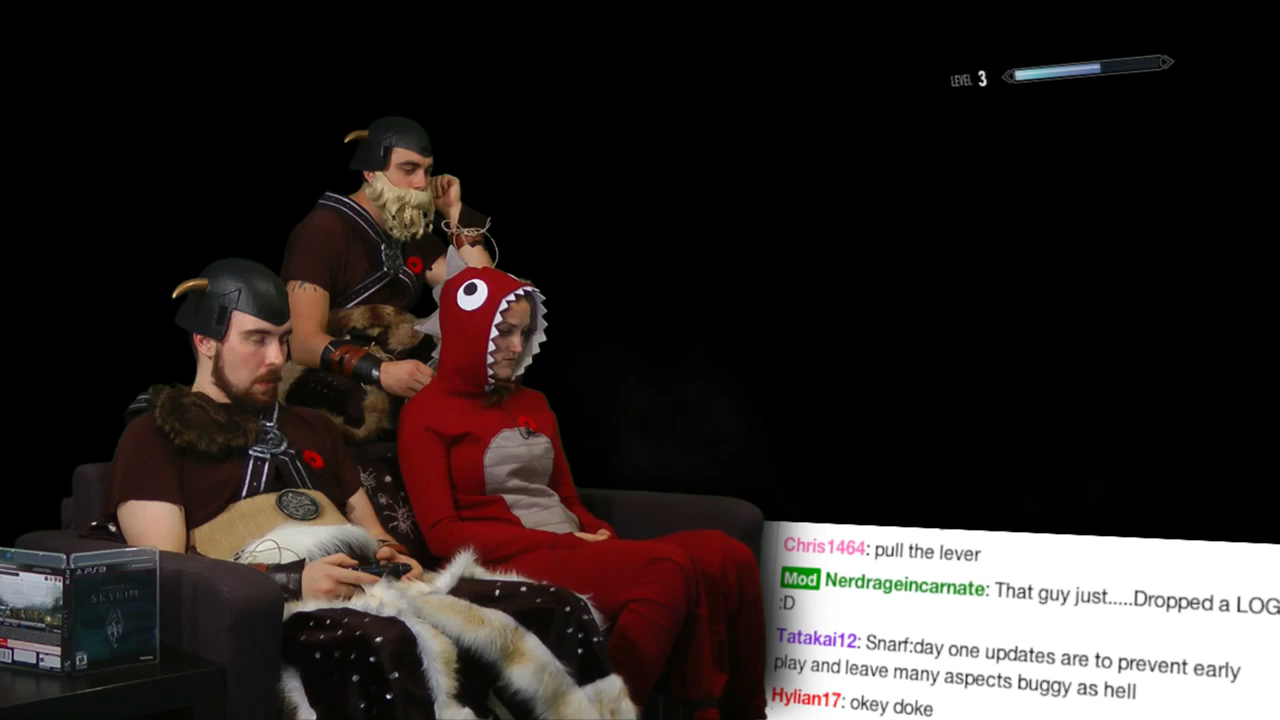 LEVEL 3
Chris1464: pull the lever
Mod Nerdrageincarnate: That guy just.....Dropped a LOG
:D
Tatakai12: Snarf:day one updates are to prevent early
play and leave many aspects buggy as hell
Hylian17: okey doke
PS3
SKYRIM